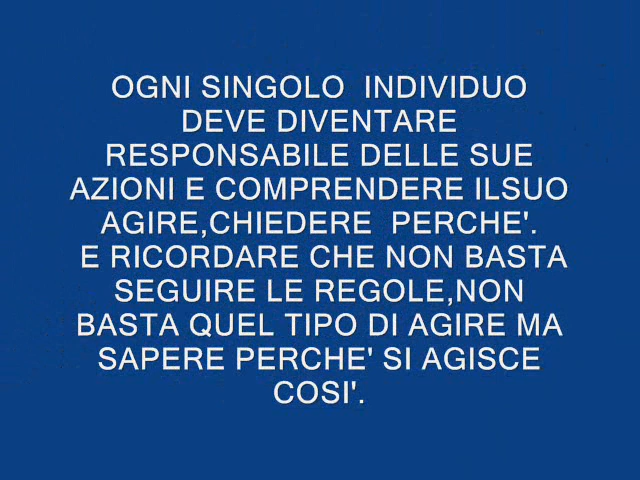 OGNI SINGOLO  INDIVIDUO
DEVE DIVENTARE
RESPONSABILE DELLE SUE
AZIONI E COMPRENDERE ILSUO
AGIRE,CHIEDERE  PERCHE'.
E RICORDARE CHE NON BASTA
SEGUIRE LE REGOLE,NON
BASTA QUEL TIPO DI AGIRE MA
SAPERE PERCHE' SI AGISCE
COSI'.